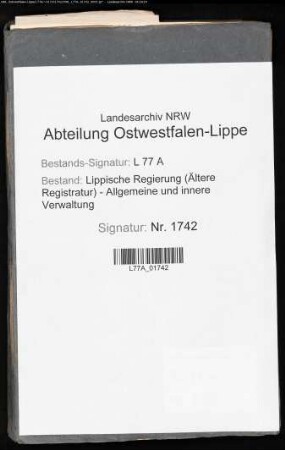 Landesarchiv NRW
Abteilung Ostwestfalen-Lippe
Bestands-Signatur: L 77 A
Bestand: Lippische Regierung (Ältere
Registratur) - Allgemeine und innere
Verwaltung
Signatur: Nr. 1742
L77A_01742